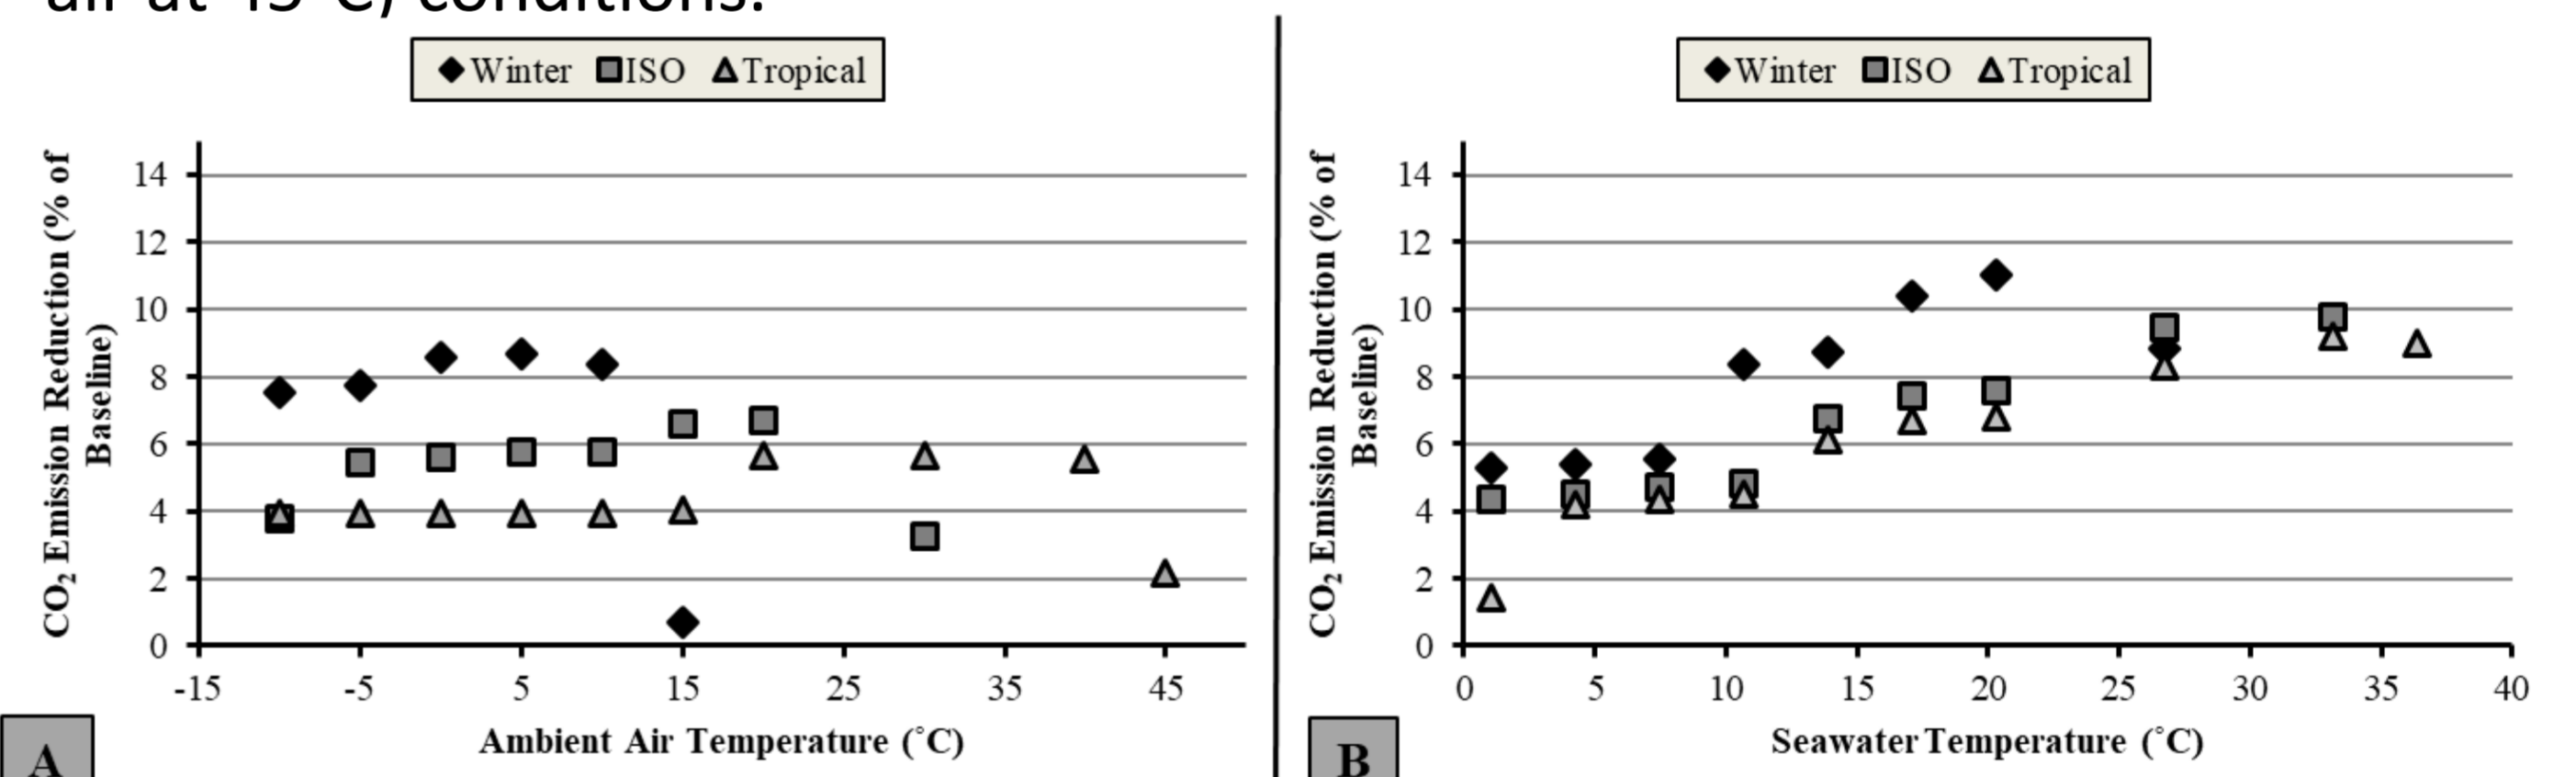 air at 45°C) conditions.
Winter ISO Tropical
CO2 Emission Reduction (% of
Baseline)
14
12
10
8
6
4
2
0
-15 -5 5 15 25 35 45
Ambient Air Temperature (˚C)
A
Winter ISO Tropical
CO2 Emission Reduction (% of
Baseline)
14
12
10
8
6
4
2
0
0 5 10 15 20 25 30 35 40
Seawater Temperature (˚C)
B